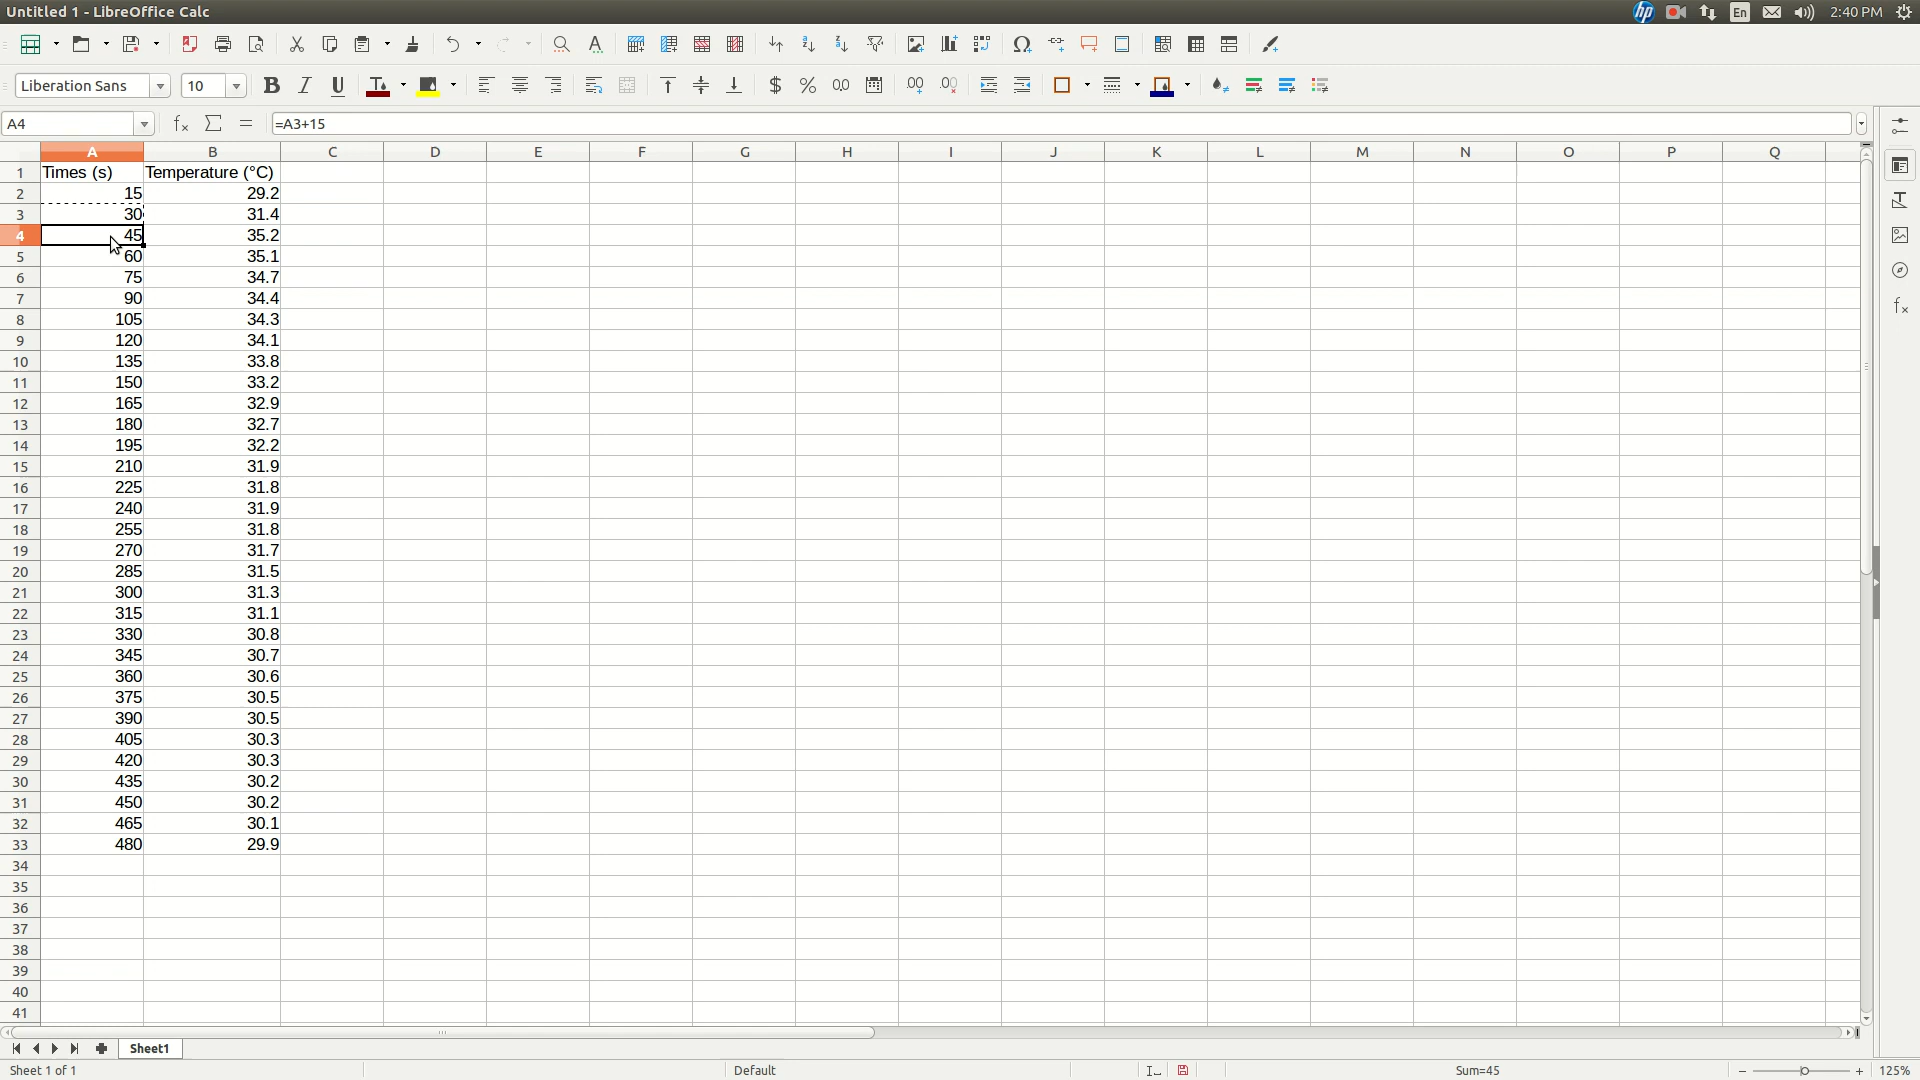 Untitled 1 - LibreOffice Calc
En 2:40 PM
Liberation Sans 10
A4 =A3+15
A B C D E F G H I J K L M N O P Q
1 Times (s) Temperature (°C)
2 15 29.2
3 30 31.4
4 45 35.2
5 60 35.1
6 75 34.7
7 90 34.4
8 105 34.3
9 120 34.1
10 135 33.8
11 150 33.2
12 165 32.9
13 180 32.7
14 195 32.2
15 210 31.9
16 225 31.8
17 240 31.9
18 255 31.8
19 270 31.7
20 285 31.5
21 300 31.3
22 315 31.1
23 330 30.8
24 345 30.7
25 360 30.6
26 375 30.5
27 390 30.5
28 405 30.3
29 420 30.3
30 435 30.2
31 450 30.2
32 465 30.1
33 480 29.9
34
35
36
37
38
39
40
41
Sheet1
Sheet 1 of 1 Default Sum=45 125%